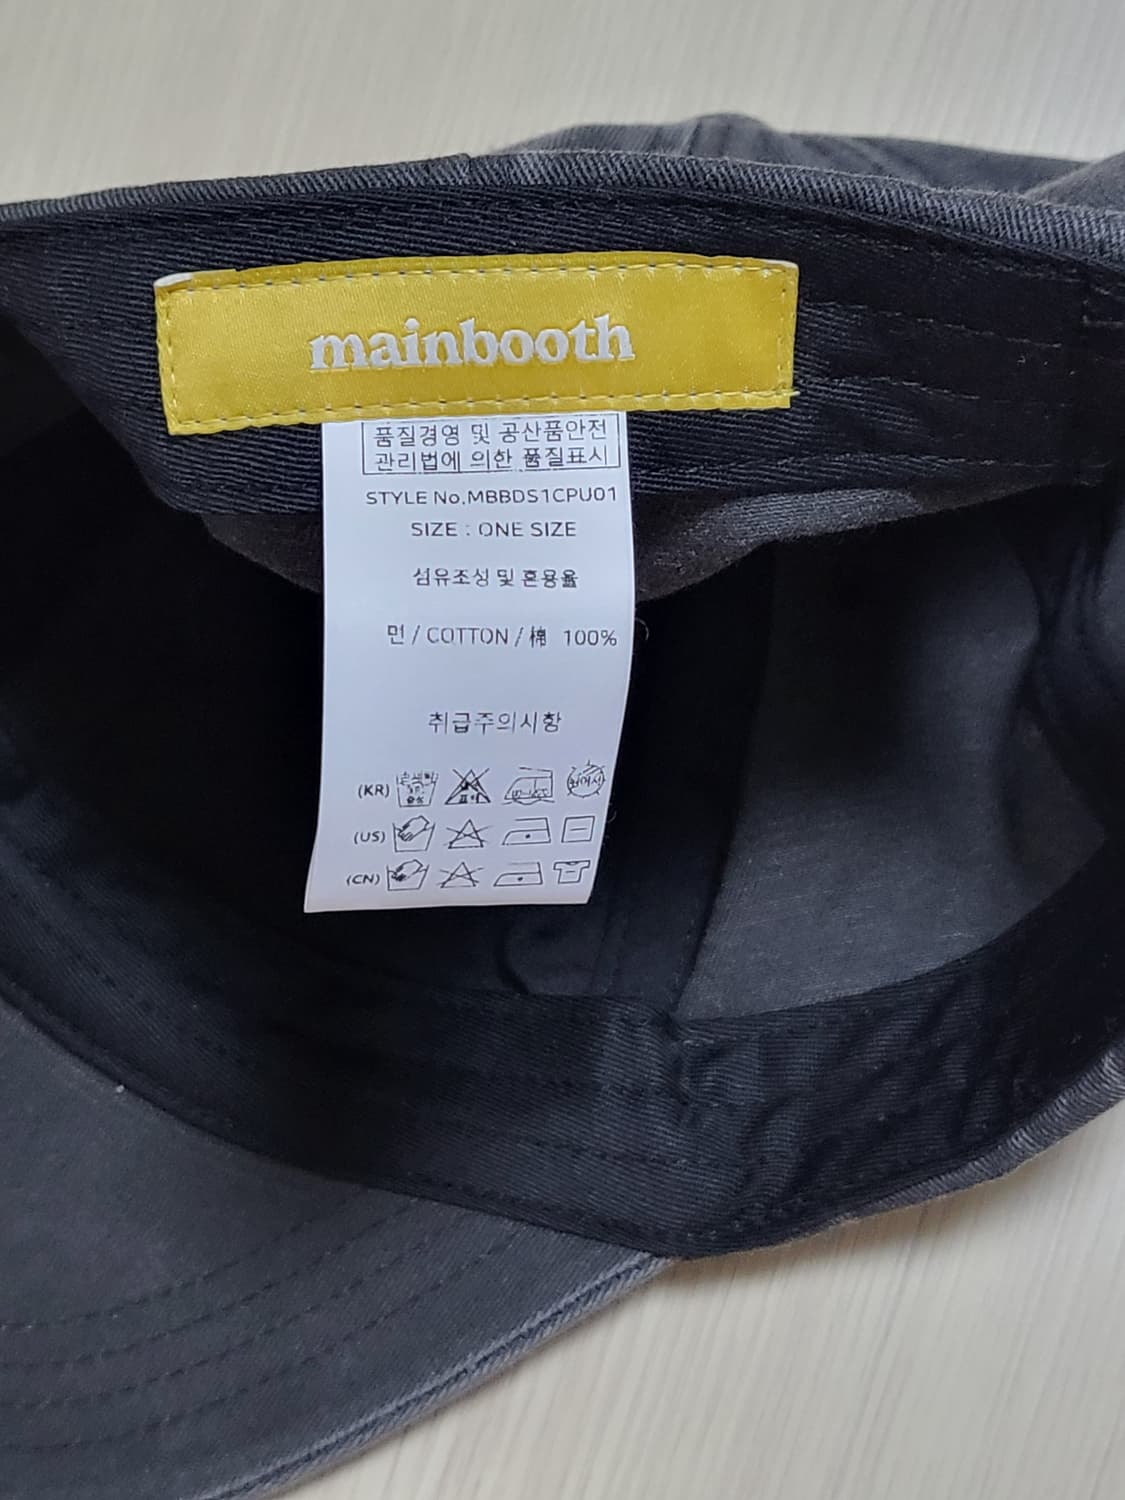 mainbooth
품질경영 및 공산품안전
관리법에 의한 품질표시
STYLE No.MBBDS1CPU01
SIZE : ONE SIZE
섬유조성 및 혼용율
면 / COTTON / 棉 100%
취급주의시항
(KR)
(US)
(CN)